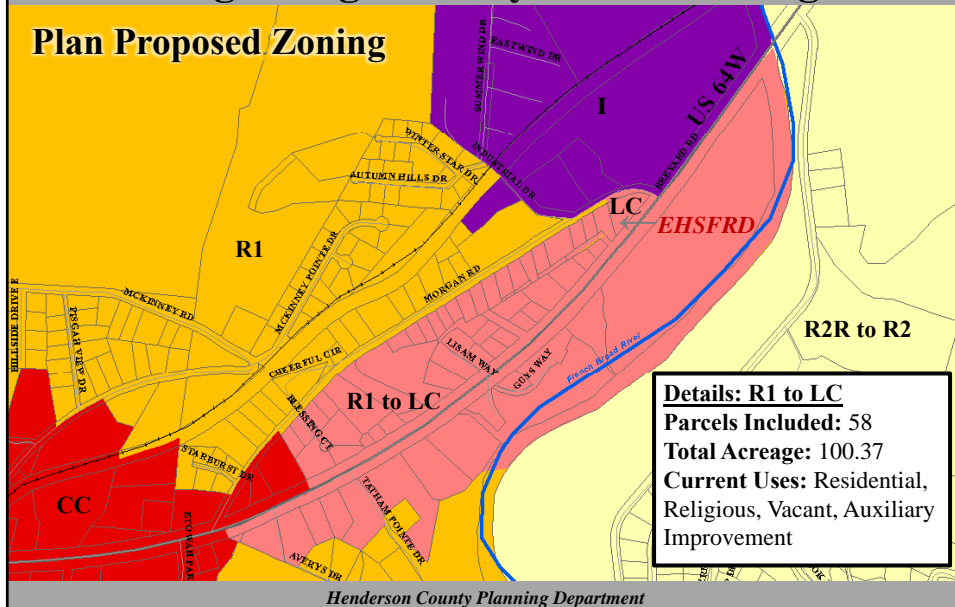 Plan Proposed Zoning
SUMMER WIND DR
EASTWIND DR
I
US 64W
WINTER STAR DR
INDUSTRIAL DR
BREVARD RD
AUTUMN HILLS DR
LC
EHSFRD
R1
MCKINNEY POINTE DR
MORGAN RD
MCKINNEY RD
HILLSIDE DRIVE E
PISGAH VIEW DR
LISAM WAY
GUYS WAY
French Broad River
R2R to R2
CHEERFUL CIR
BLESSING CT
R1 to LC
STARBURST DR
CC
TATHAM POINTE DR
ETOWAH PAR
AVERYS DR
Details: R1 to LC
Parcels Included: 58
Total Acreage: 100.37
Current Uses: Residential,
Religious, Vacant, Auxiliary
Improvement
Henderson County Planning Department